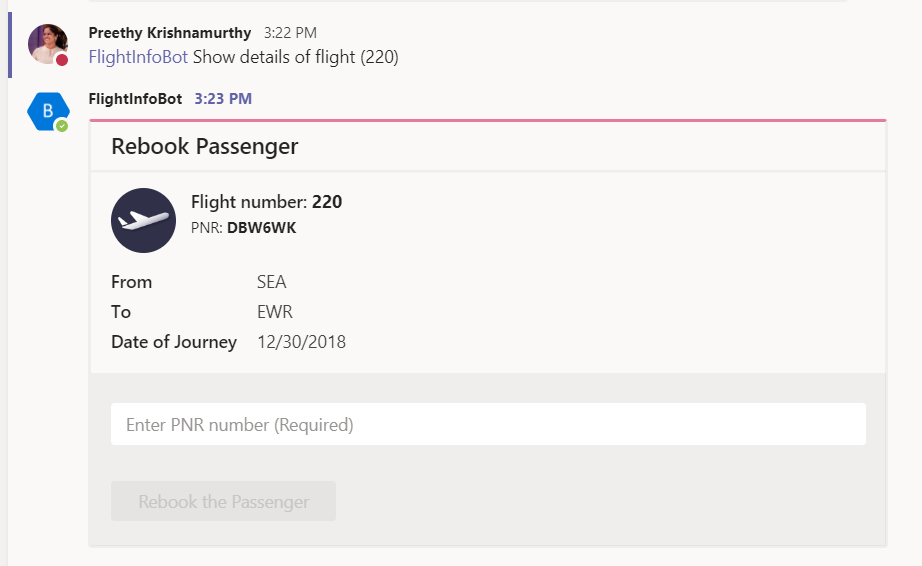 Preethy Krishnamurthy 3:22 PM
FlightInfoBot Show details of flight (220)
B
FlightInfoBot 3:23 PM
Rebook Passenger
Flight number: 220
PNR: DBW6WK
From SEA
To EWR
Date of Journey 12/30/2018
Enter PNR number (Required)
Rebook the Passenger